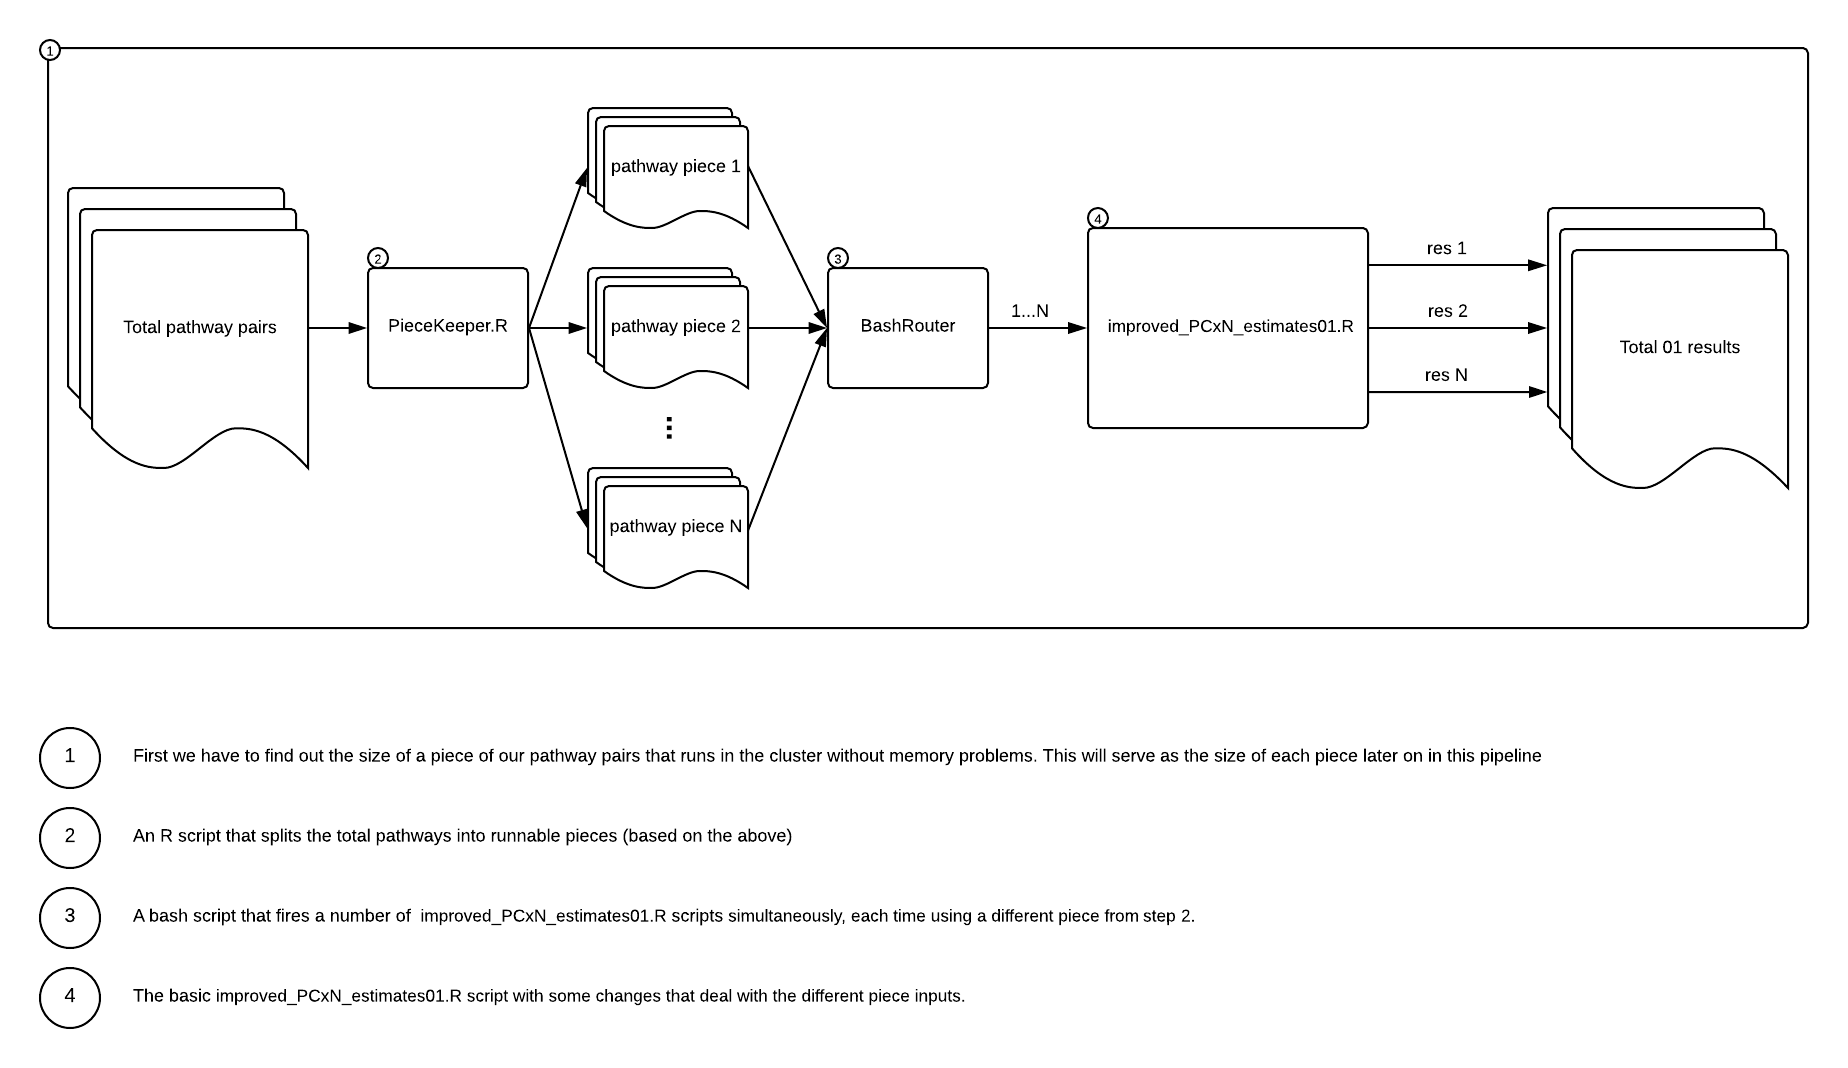 1
Total pathway pairs
2
PieceKeeper.R
pathway piece 1
pathway piece 2
...
pathway piece N
3
BashRouter
1...N
4
improved_PCxN_estimates01.R
res 1
res 2
res N
Total 01 results
1
First we have to find out the size of a piece of our pathway pairs that runs in the cluster without memory problems. This will serve as the size of each piece later on in this pipeline
2
An R script that splits the total pathways into runnable pieces (based on the above)
3
A bash script that fires a number of  improved_PCxN_estimates01.R scripts simultaneously, each time using a different piece from step 2.
4
The basic improved_PCxN_estimates01.R script with some changes that deal with the different piece inputs.